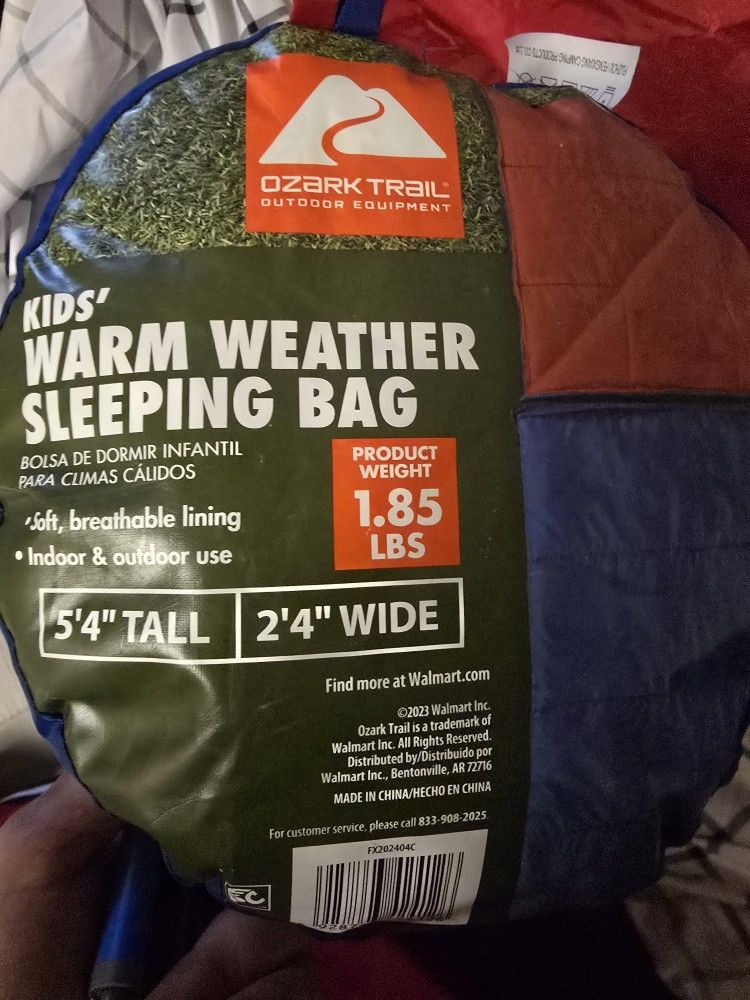 OZARK TRAIL®
OUTDOOR EQUIPMENT
KIDS'
WARM WEATHER
SLEEPING BAG
BOLSA DE DORMIR INFANTIL
PARA CLIMAS CÁLIDOS
Soft, breathable lining
• Indoor & outdoor use
PRODUCT
WEIGHT
1.85
LBS
5'4" TALL
2'4" WIDE
Find more at Walmart.com
©2023 Walmart Inc.
Ozark Trail is a trademark of
Walmart Inc. All Rights Reserved.
Distributed by/Distribuido por
Walmart Inc., Bentonville, AR 72716
MADE IN CHINA/HECHO EN CHINA
For customer service, please call 833-908-2025.
FX202404C
CAMPING PRODUCTS CO.